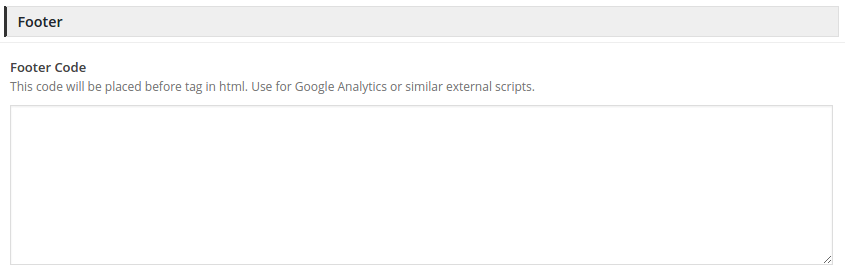 Footer
Footer Code
This code will be placed before tag in html. Use for Google Analytics or similar external scripts.